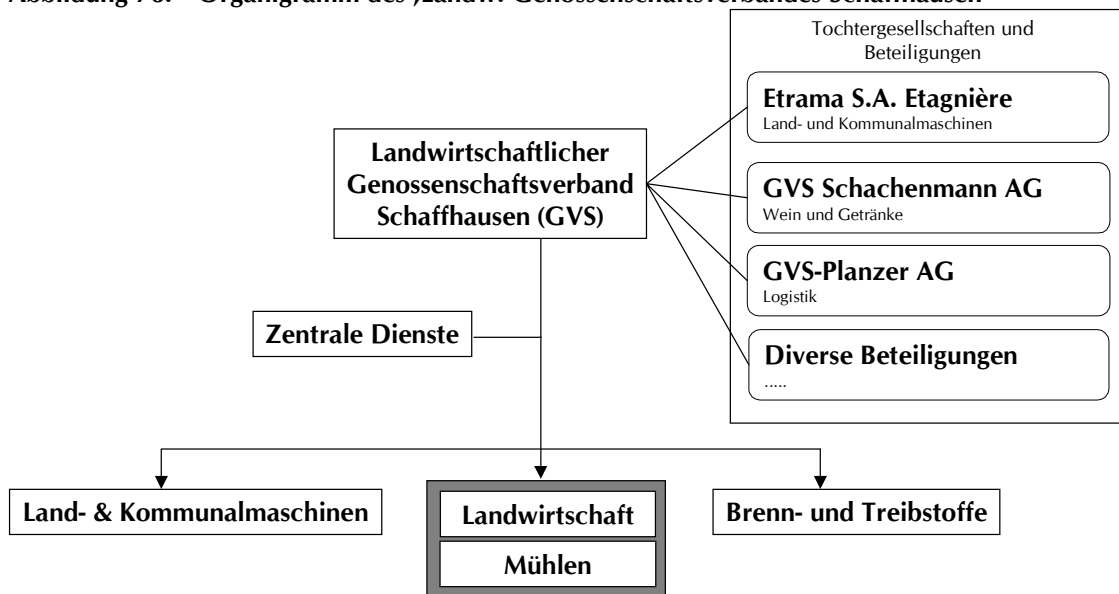 Tochtergesellschaften und
Beteiligungen
Etrama S.A. Etagnière
Land- und Kommunalmaschinen
GVS Schachenmann AG
Wein und Getränke
GVS-Planzer AG
Logistik
Diverse Beteiligungen
.....
Landwirtschaftlicher
Genossenschaftsverband
Schaffhausen (GVS)
Zentrale Dienste
Land- & Kommunalmaschinen
Landwirtschaft
Mühlen
Brenn- und Treibstoffe